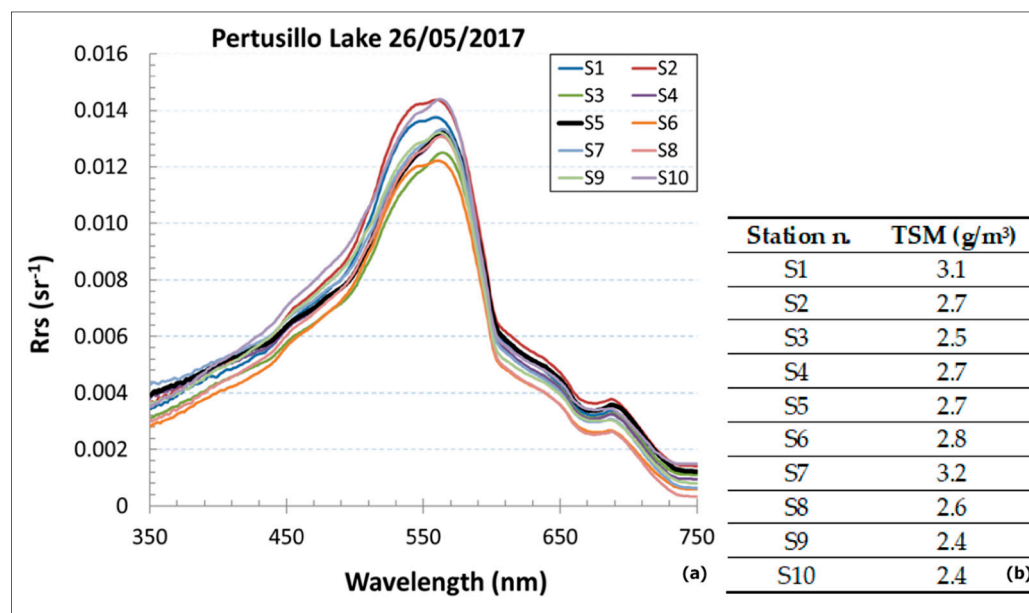 Pertusillo Lake 26/05/2017
0.016
0.014
0.012
0.010
0.008
0.006
0.004
0.002
0
Rrs (sr⁻¹)
S1 S2
S3 S4
S5 S6
S7 S8
S9 S10
350 450 550 650 750
Wavelength (nm)
(a)
Station n. TSM (g/m³)
S1 3.1
S2 2.7
S3 2.5
S4 2.7
S5 2.7
S6 2.8
S7 3.2
S8 2.6
S9 2.4
S10 2.4
(b)